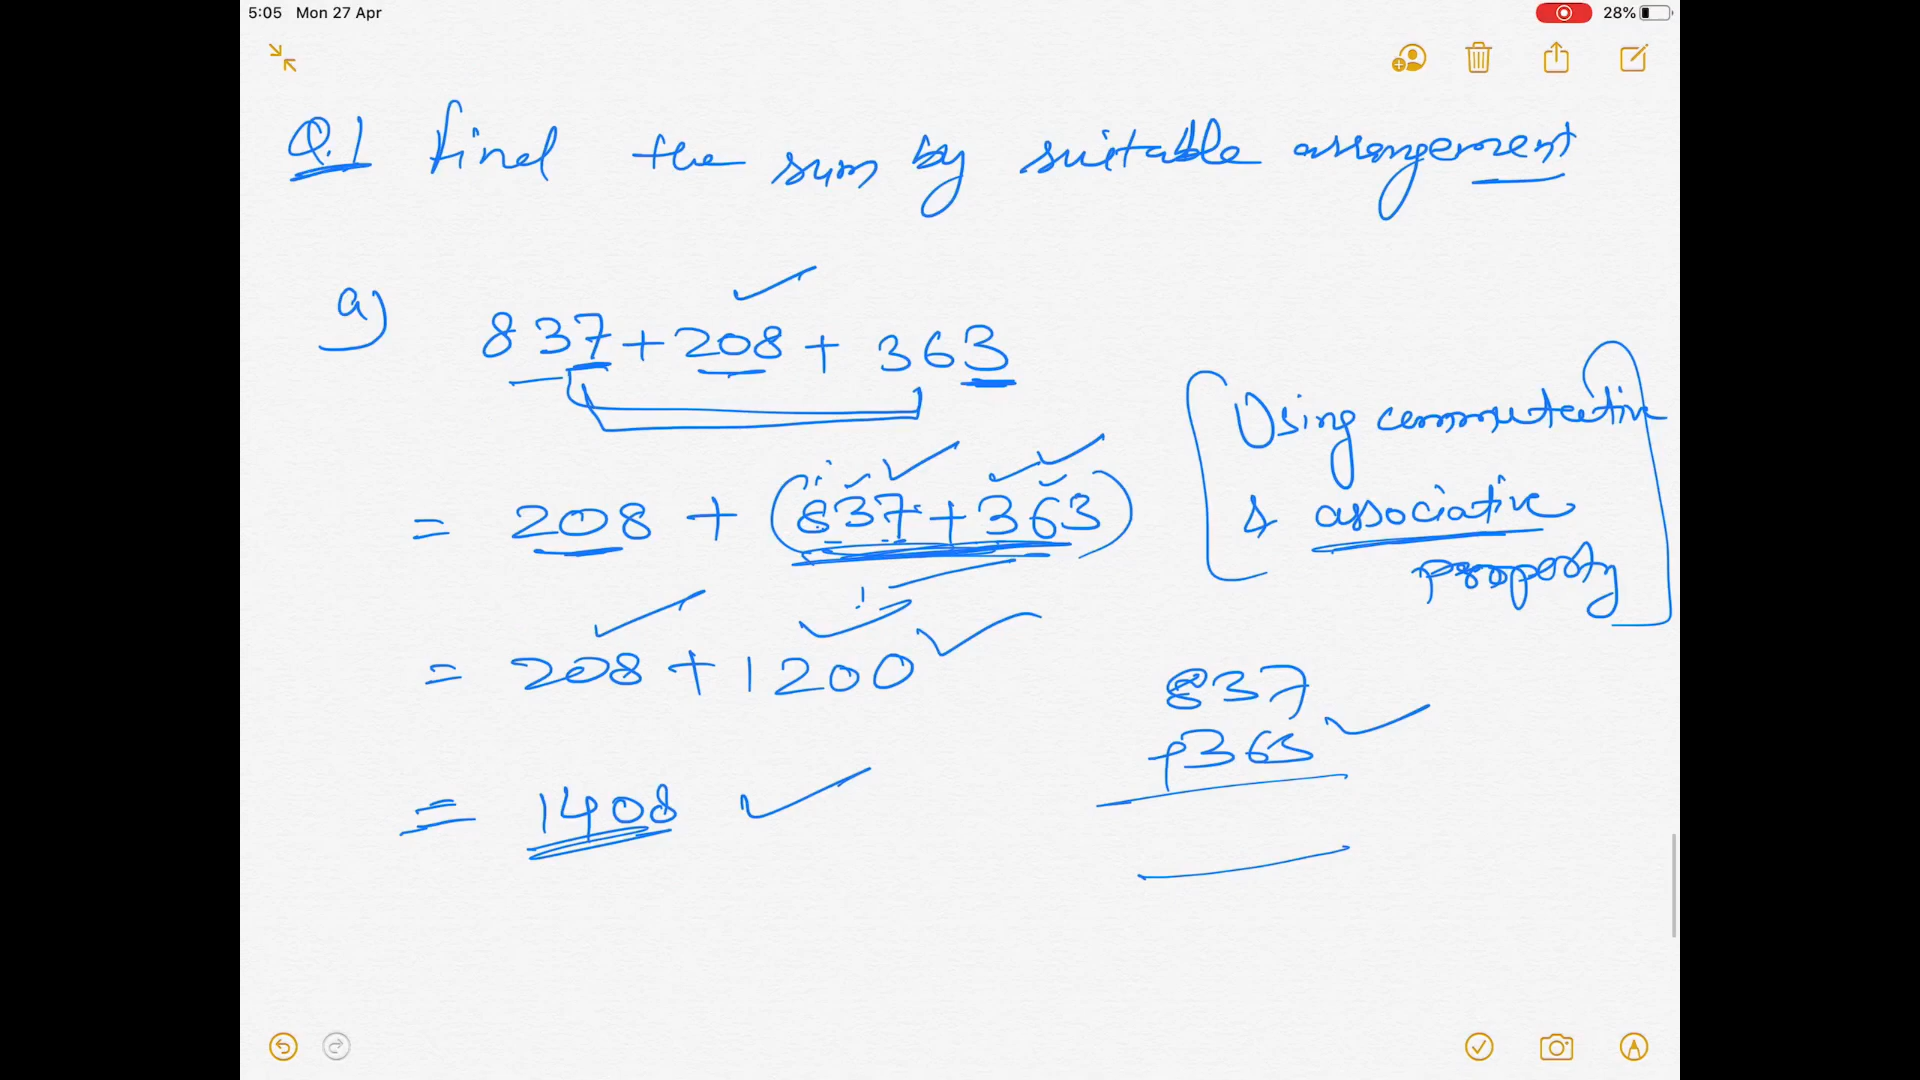 5:05 Mon 27 Apr
28%
Q.1 Find the sum by suitable arrangement
a)
837 + 208 + 363
= 208 + (837 + 363)
Using commutative
& associative
property
= 208 + 1200
837
+363
= 1408